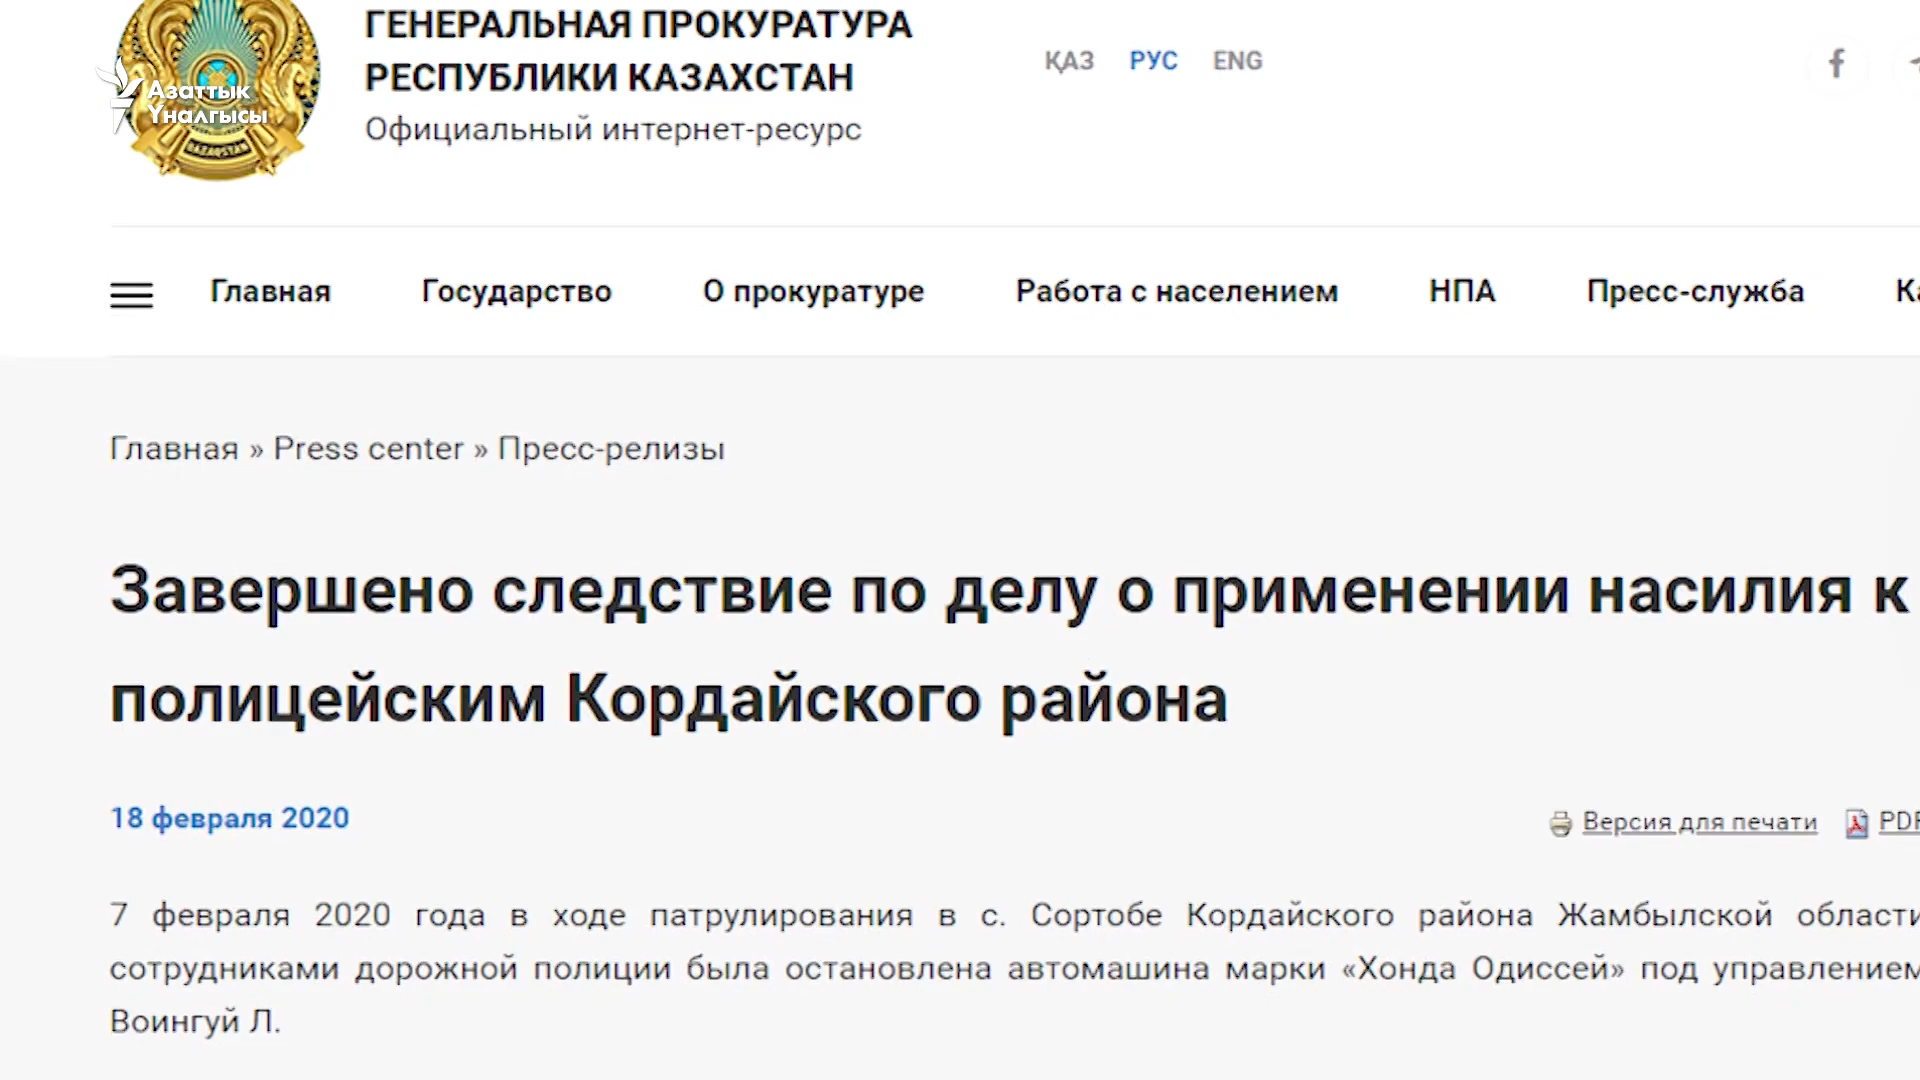 ГЕНЕРАЛЬНАЯ ПРОКУРАТУРА
РЕСПУБЛИКИ КАЗАХСТАН
Официальный интернет-ресурс
ҚАЗ РУС ENG
Азаттык
Үналгысы
QAZAQSTAN
Главная Государство О прокуратуре Работа с населением НПА Пресс-служба
Главная » Press center » Пресс-релизы
Завершено следствие по делу о применении насилия к
полицейским Кордайского района
18 февраля 2020
Версия для печати PDF
7 февраля 2020 года в ходе патрулирования в с. Сортобе Кордайского района Жамбылской области
сотрудниками дорожной полиции была остановлена автомашина марки «Хонда Одиссей» под управлением
Воингуй Л.